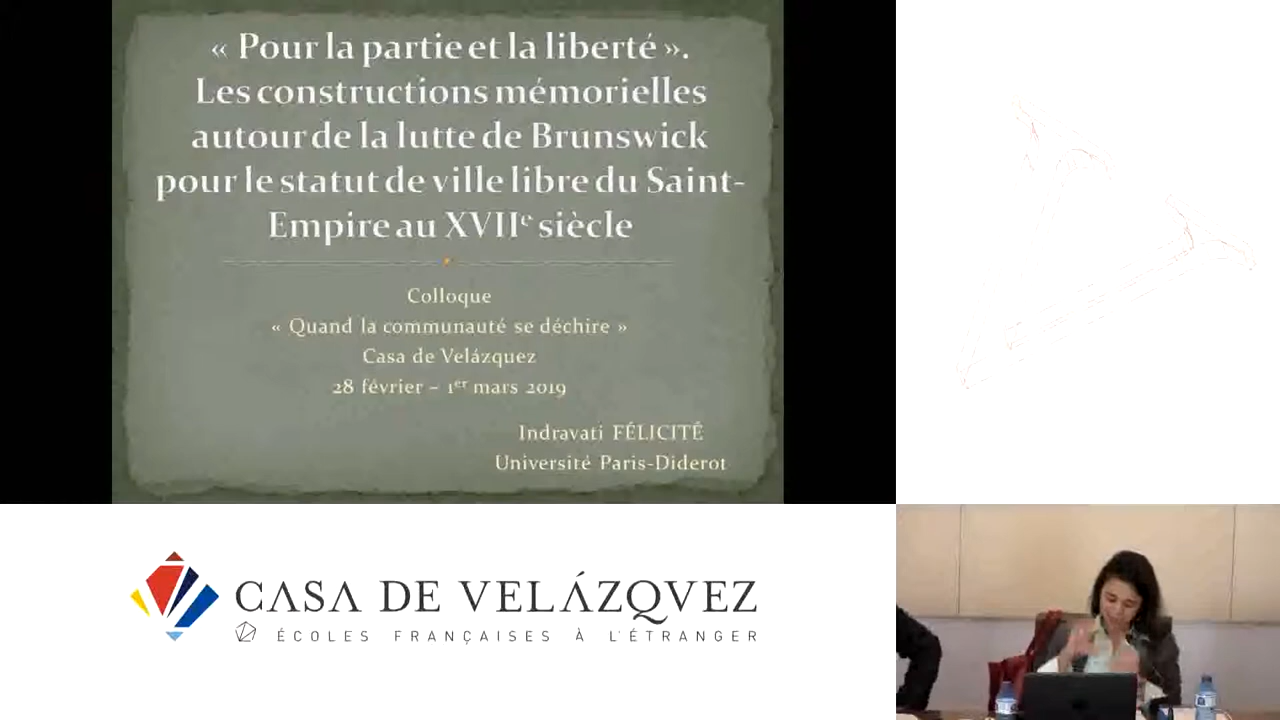 « Pour la partie et la liberté ».
Les constructions mémorielles
autour de la lutte de Brunswick
pour le statut de ville libre du Saint-
Empire au XVIIe siècle
Colloque
« Quand la communauté se déchire »
Casa de Velázquez
28 février – 1er mars 2019
Indravati FÉLICITÉ
Université Paris-Diderot
CASA DE VELÁZQVEZ
ÉCOLES FRANÇAISES À L'ÉTRANGER